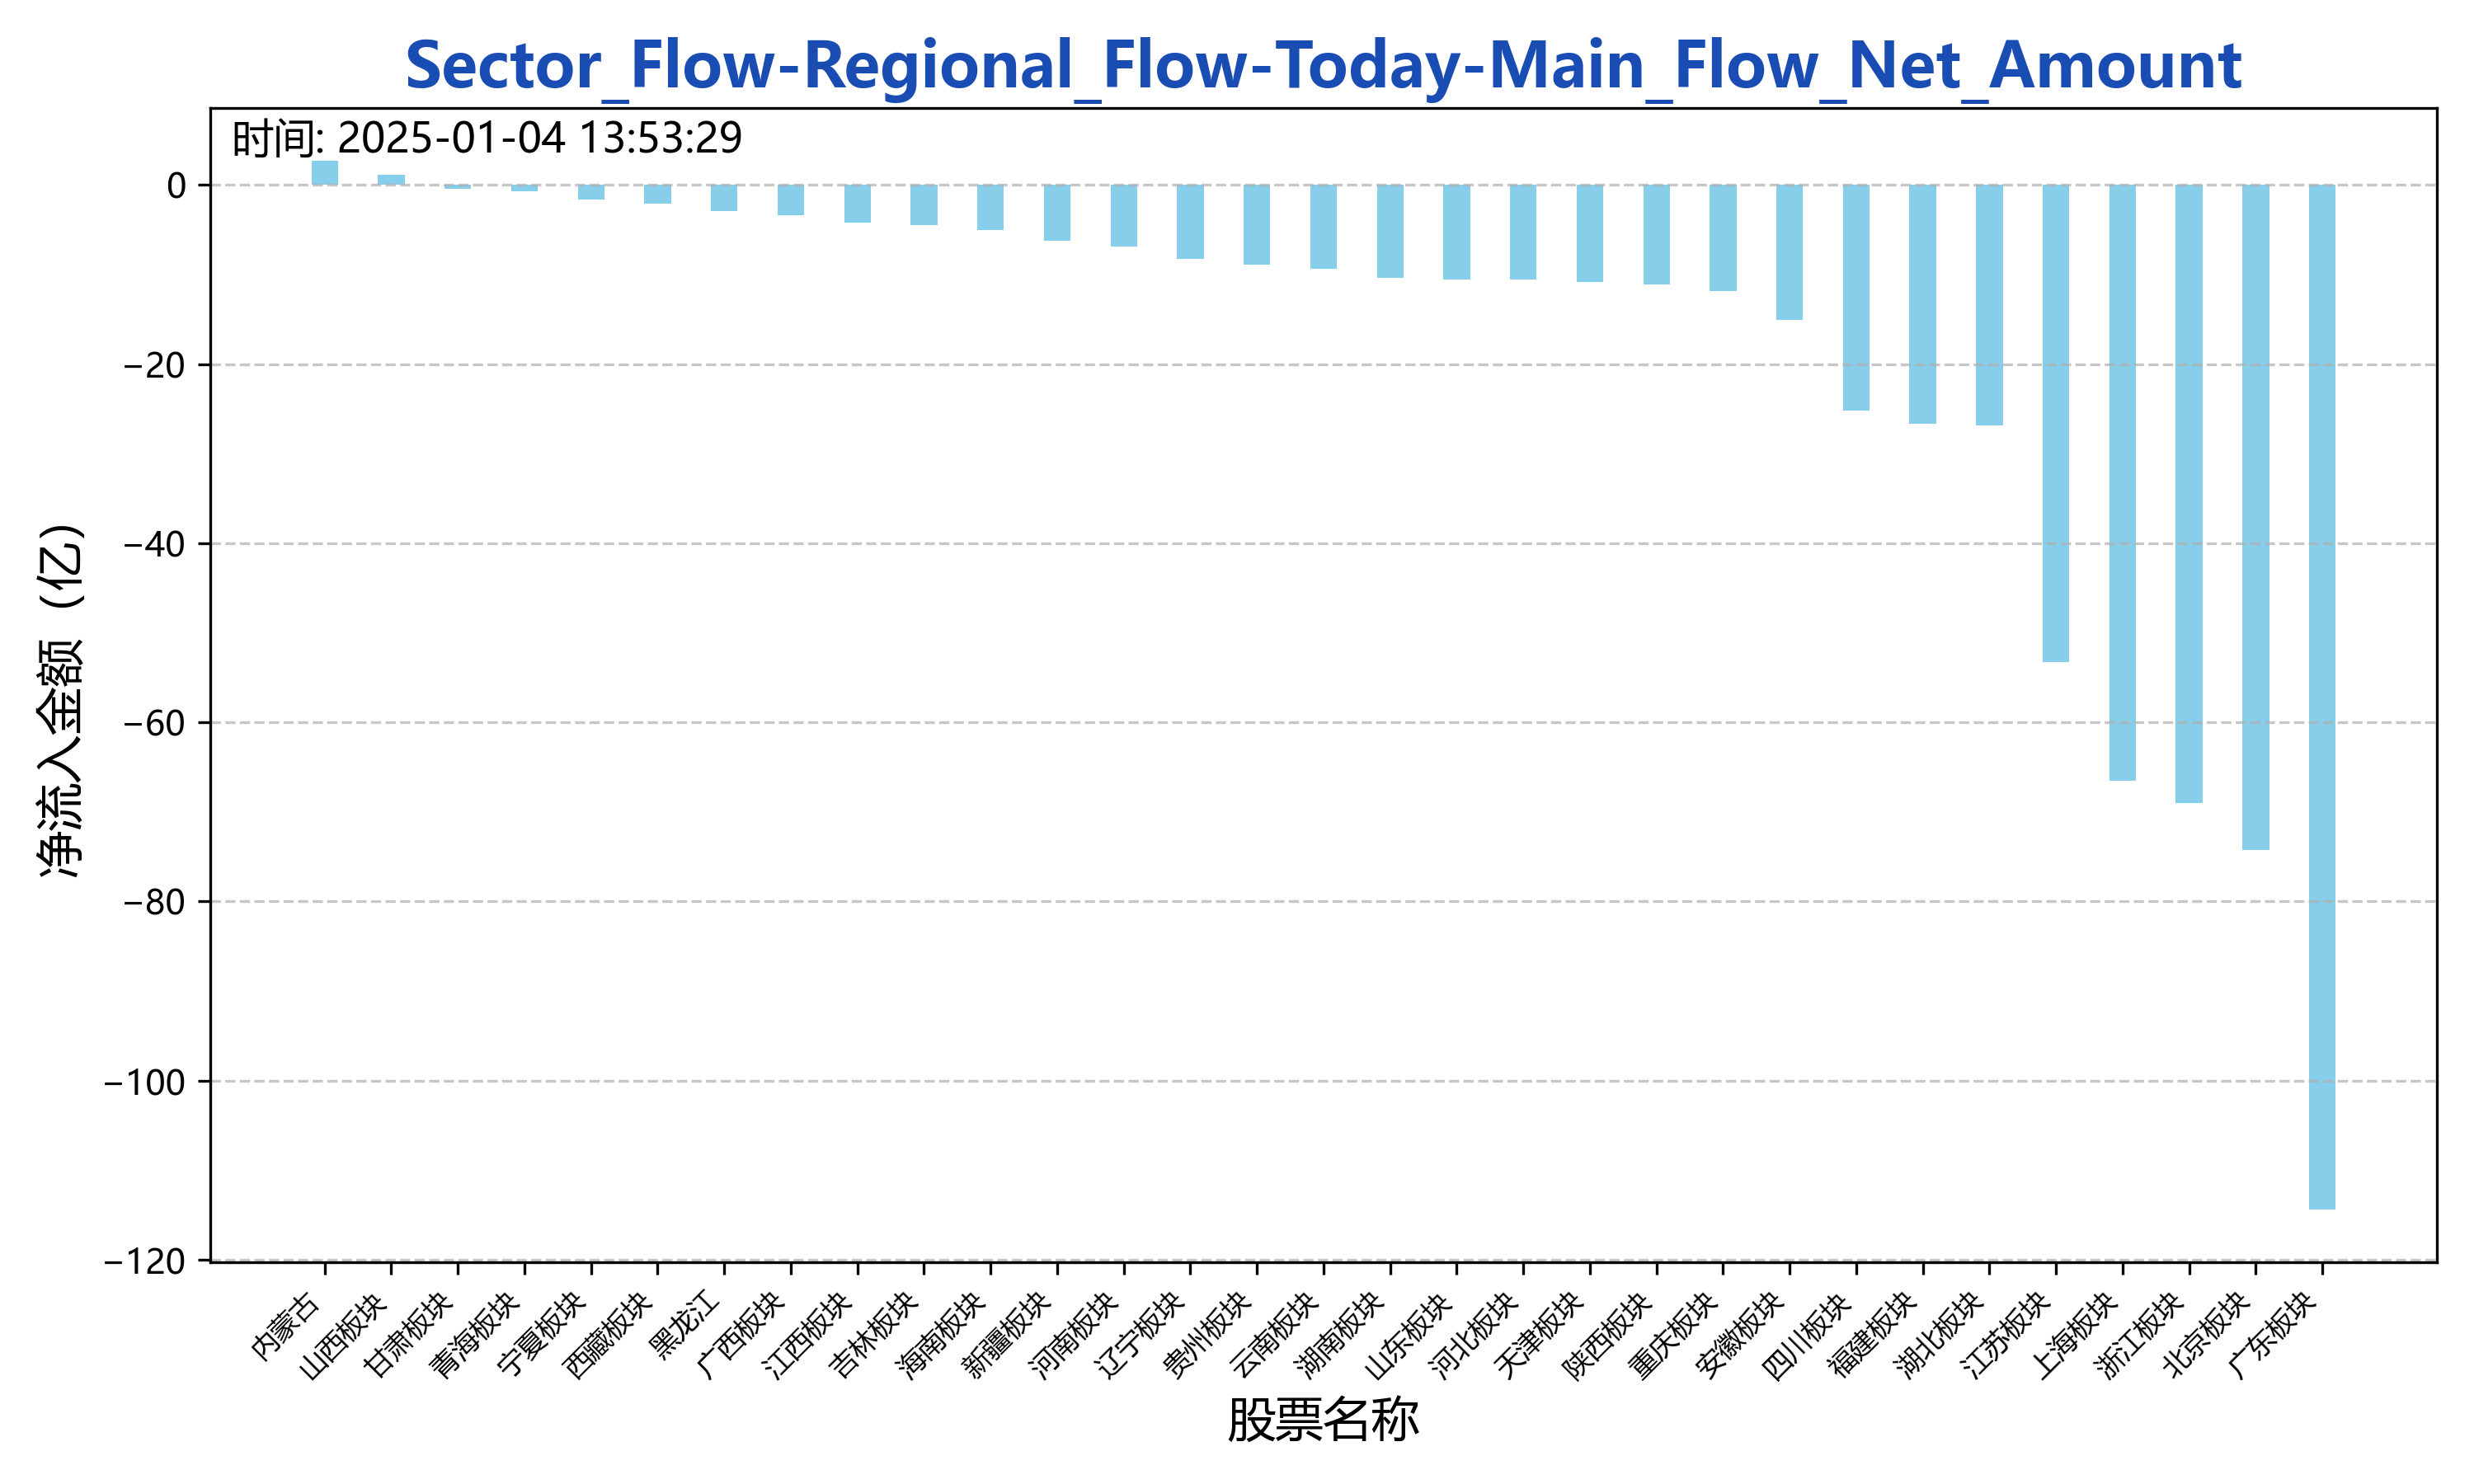 Sector_Flow-Regional_Flow-Today-Main_Flow_Net_Amount
时间: 2025-01-04 13:53:29
净流入金额 (亿)
0
−20
−40
−60
−80
−100
−120
内蒙古
山西板块
甘肃板块
青海板块
宁夏板块
西藏板块
黑龙江
广西板块
江西板块
吉林板块
海南板块
新疆板块
河南板块
辽宁板块
贵州板块
云南板块
湖南板块
山东板块
河北板块
天津板块
陕西板块
重庆板块
安徽板块
四川板块
福建板块
湖北板块
江苏板块
上海板块
浙江板块
北京板块
广东板块
股票名称